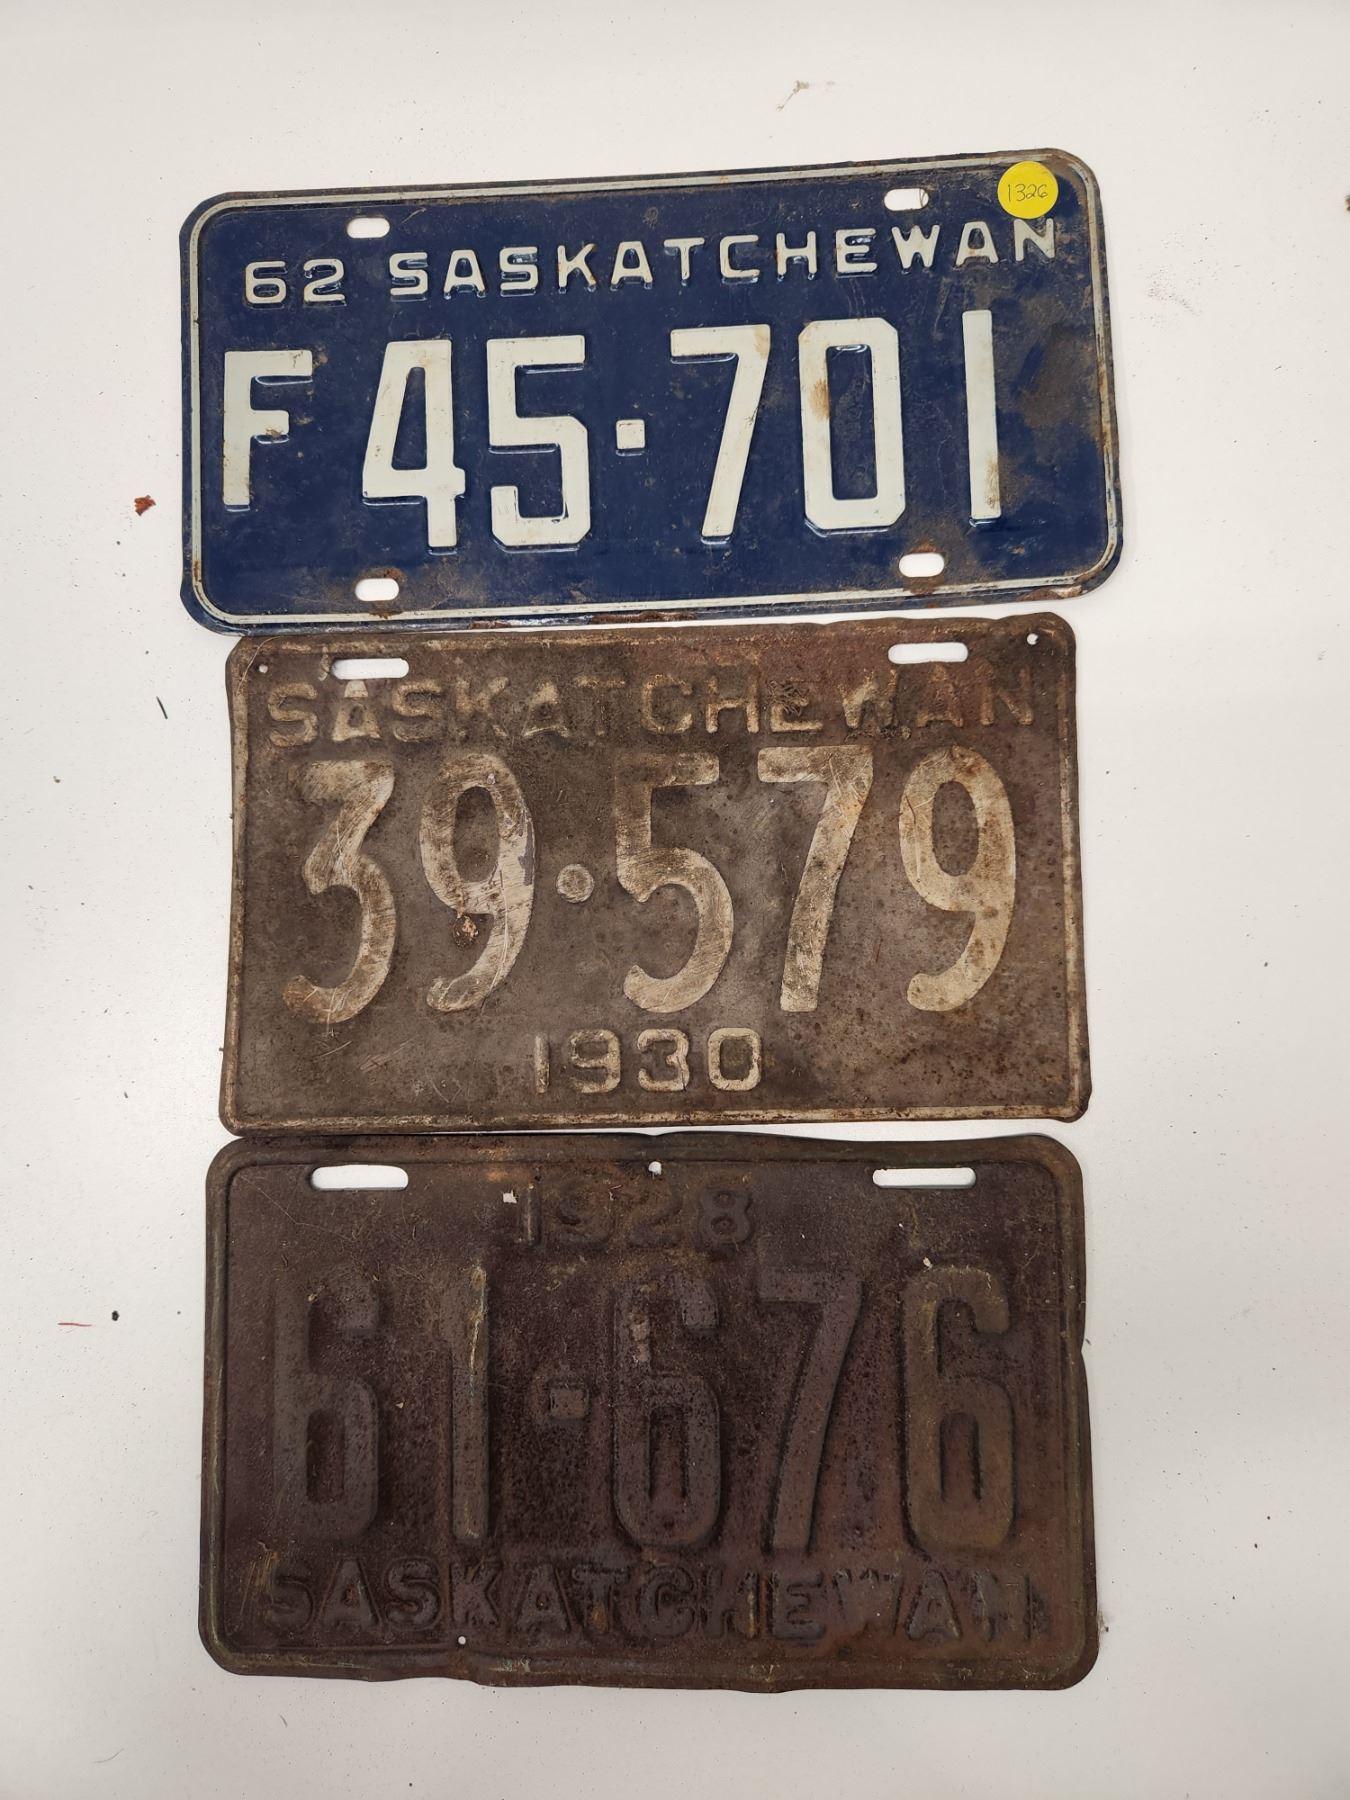 1326
62 SASKATCHEWAN
F 45·701
SASKATCHEWAN
39·579
1930
1928
61-676
SASKATCHEWAN